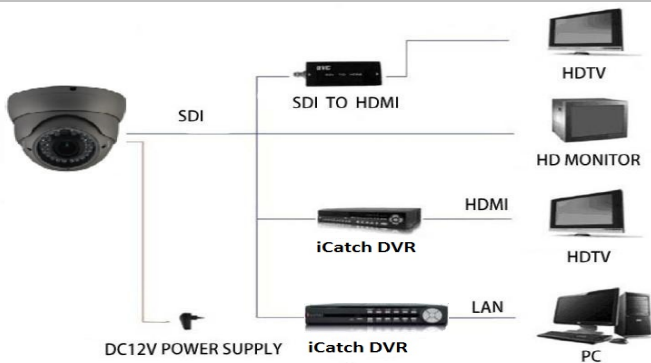 HDTV
SDI TO HDMI
SDI
HD MONITOR
HDMI
iCatch DVR
HDTV
LAN
DC12V POWER SUPPLY
iCatch DVR
PC